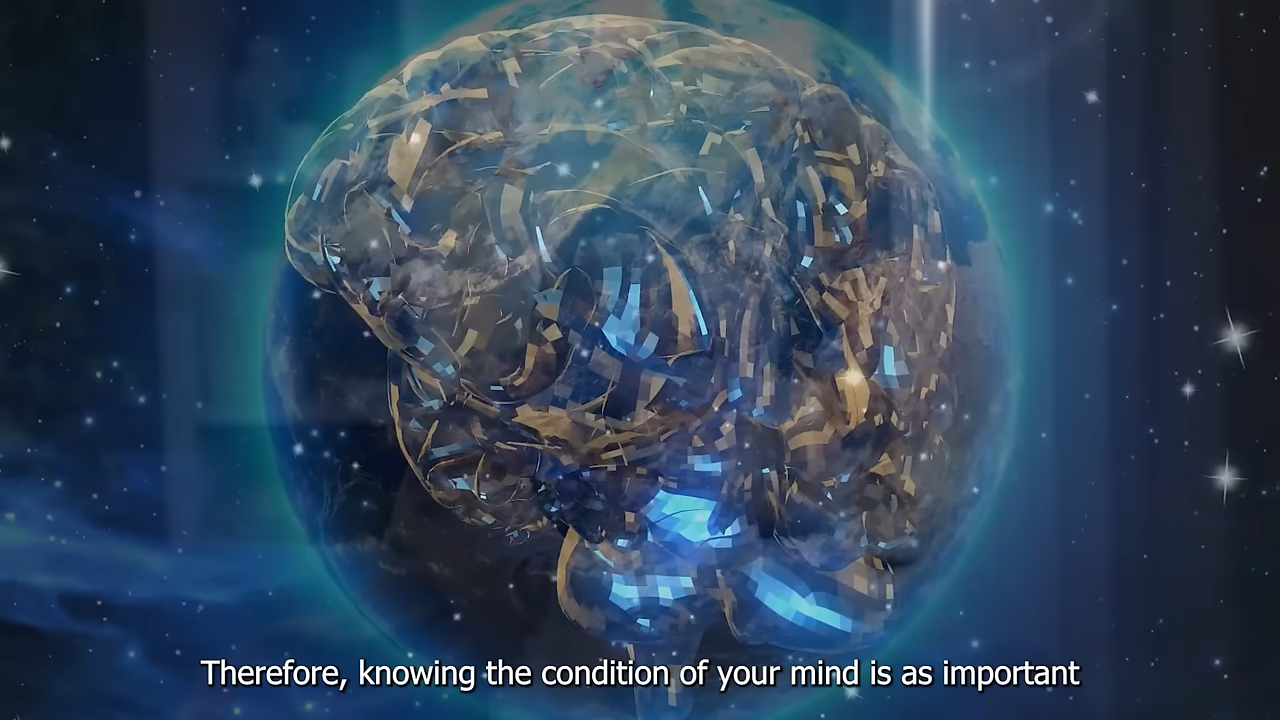 Therefore, knowing the condition of your mind is as important